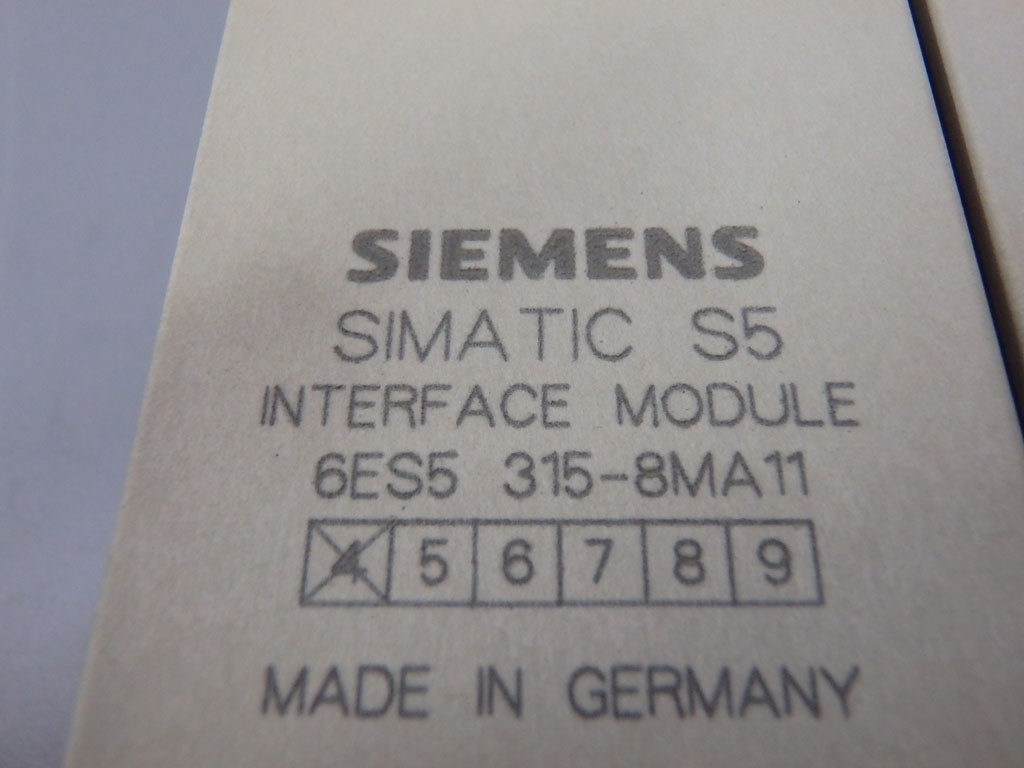 SIEMENS
SIMATIC S5
INTERFACE MODULE
6ES5 315-8MA11
4 5 6 7 8 9
MADE IN GERMANY